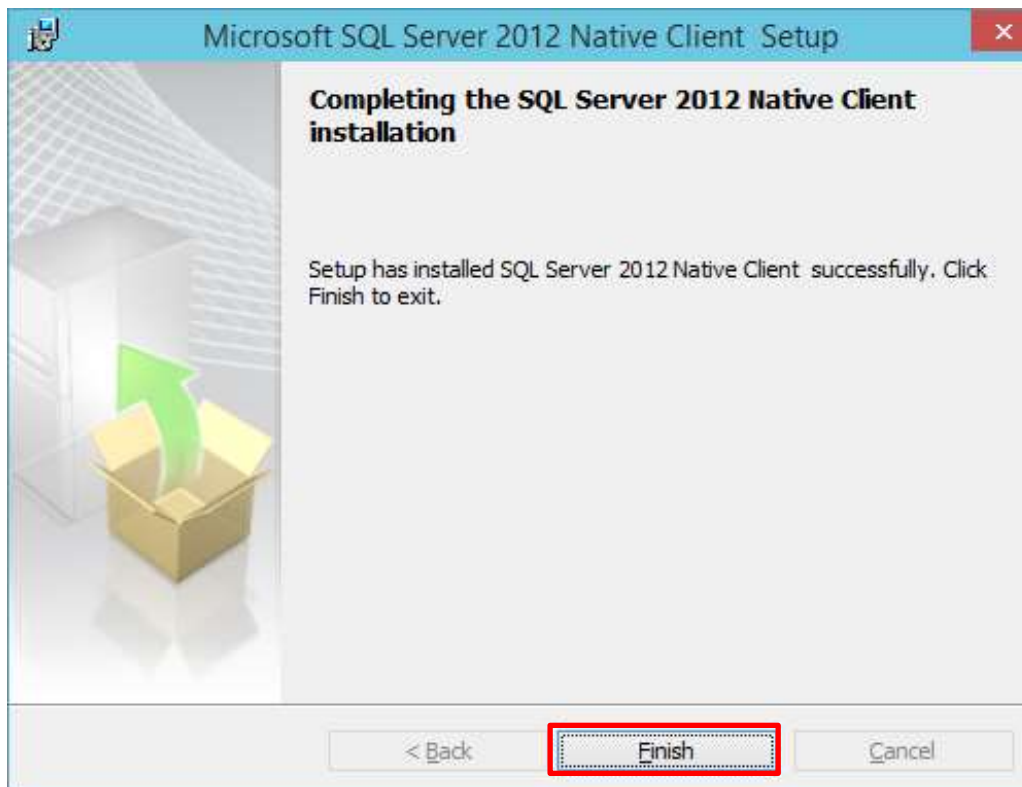 Microsoft SQL Server 2012 Native Client  Setup
Completing the SQL Server 2012 Native Client
installation
Setup has installed SQL Server 2012 Native Client  successfully. Click
Finish to exit.
< Back
Finish
Cancel